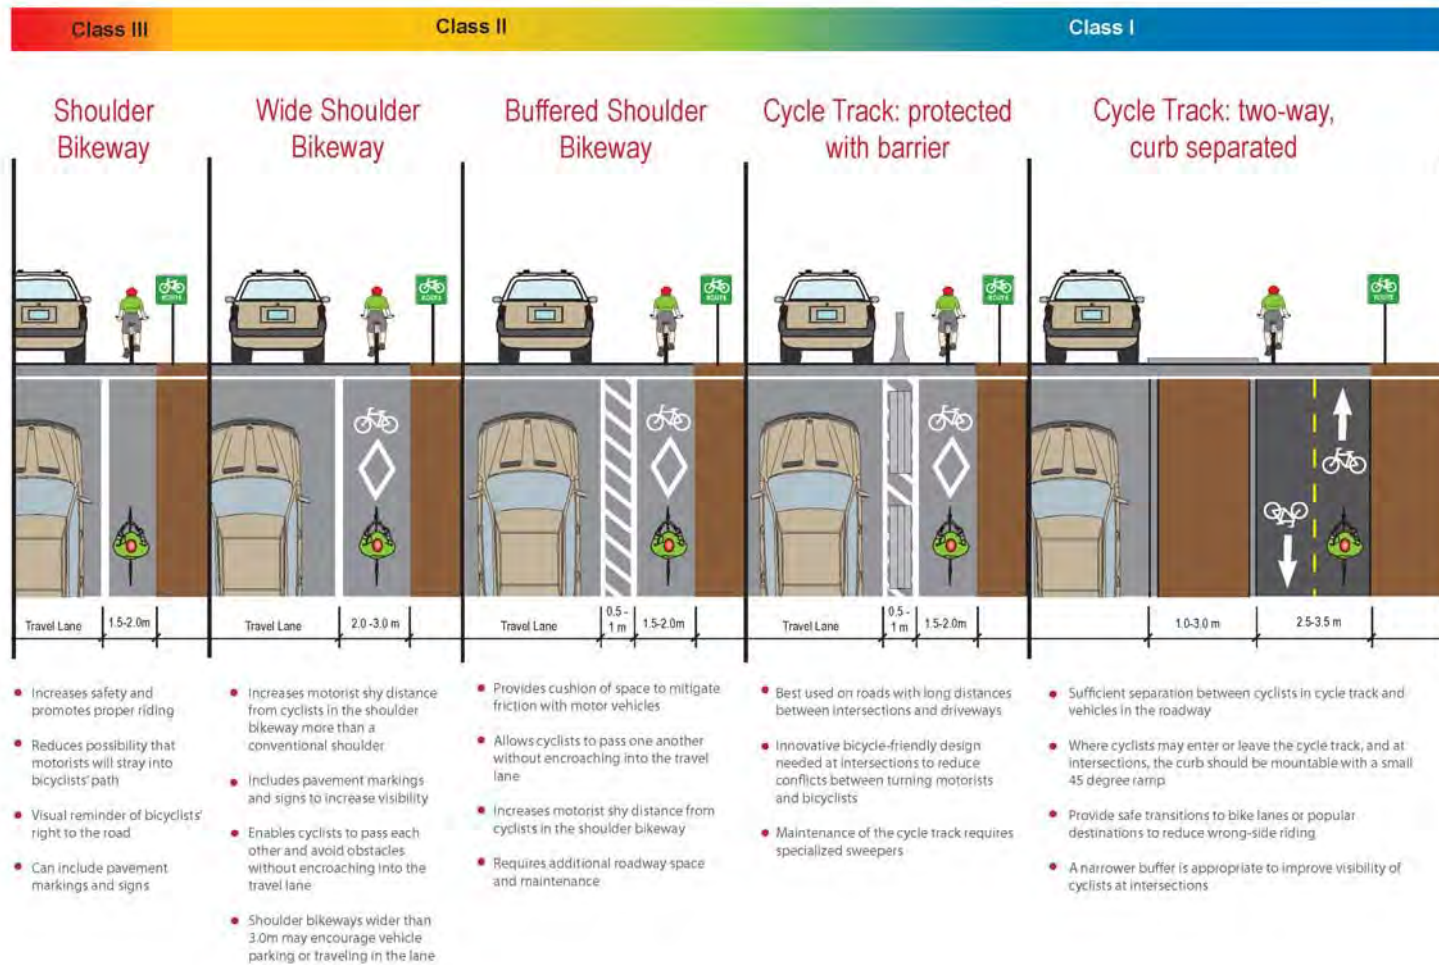 Class III
Class II
Class I
Shoulder
Bikeway
Wide Shoulder
Bikeway
Buffered Shoulder
Bikeway
Cycle Track: protected
with barrier
Cycle Track: two-way,
curb separated
ROUTE
ROUTE
ROUTE
ROUTE
ROUTE
Travel Lane
1.5-2.0m
Travel Lane
2.0 -3.0 m
Travel Lane
0.5 -
1 m
1.5-2.0m
Travel Lane
0.5 -
1 m
1.5-2.0m
1.0-3.0 m
2.5-3.5 m
Increases safety and
promotes proper riding
Reduces possibility that
motorists will stray into
bicyclists' path
Visual reminder of bicyclists'
right to the road
Can include pavement
markings and signs
Increases motorist shy distance
from cyclists in the shoulder
bikeway more than a
conventional shoulder
Includes pavement markings
and signs to increase visibility
Enables cyclists to pass each
other and avoid obstacles
without encroaching into the
travel lane
Shoulder bikeways wider than
3.0m may encourage vehicle
parking or traveling in the lane
Provides cushion of space to mitigate
friction with motor vehicles
Allows cyclists to pass one another
without encroaching into the travel
lane
Increases motorist shy distance from
cyclists in the shoulder bikeway
Requires additional roadway space
and maintenance
Best used on roads with long distances
between intersections and driveways
Innovative bicycle-friendly design
needed at intersections to reduce
conflicts between turning motorists
and bicyclists
Maintenance of the cycle track requires
specialized sweepers
Sufficient separation between cyclists in cycle track and
vehicles in the roadway
Where cyclists may enter or leave the cycle track, and at
intersections, the curb should be mountable with a small
45 degree ramp
Provide safe transitions to bike lanes or popular
destinations to reduce wrong-side riding
A narrower buffer is appropriate to improve visibility of
cyclists at intersections